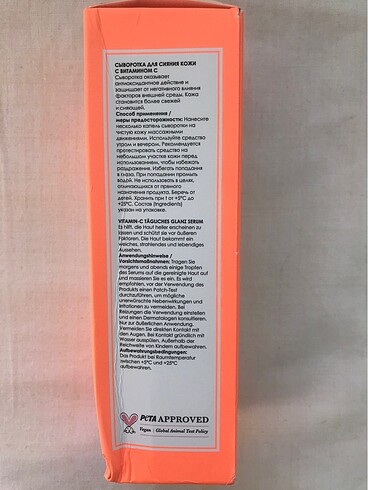 СЫВОРОТКА ДЛЯ СИЯНИЯ КОЖИ
С ВИТАМИНОМ С
Сыворотка оказывает
антиоксидантное действие и
защищает от негативного влияния
факторов внешней среды. Кожа
становится более свежей
и сияющей.
Способ применения /
меры предосторожности: Нанесите
несколько капель сыворотки на
чистую кожу массажными
движениями. Используйте средство
утром и вечером. Рекомендуется
протестировать средство на
небольшом участке кожи перед
использованием, чтобы избежать
раздражения. Избегать попадания
в глаза. При попадании промыть
водой. Не использовать в целях,
отличающихся от прямого
назначения продукта. Беречь от
детей. Хранить при t от +5°C до
+25°C. Состав (Ingredients)
указан на упаковке.
VITAMIN-C TÄGLICHES GLANZ SERUM
Es hilft, die Haut heller erscheinen zu
lassen und schützt sie vor äußeren
Faktoren. Die Haut bekommt ein
weiches, strahlendes und lebendiges
Aussehen.
Anwendungshinweise /
Vorsichtsmaßnahmen: Tragen Sie
morgens und abends einige Tropfen
des Serums auf die gereinigte Haut auf
und massieren Sie es ein. Es wird
empfohlen, vor der Verwendung des
Produkts einen Patch-Test
durchzuführen, um mögliche
unerwünschte Nebenwirkungen und
Irritationen zu vermeiden. Bei
Reizungen die Verwendung einstellen
und einen Dermatologen konsultieren.
Nur zur äußerlichen Anwendung.
Vermeiden Sie direkten Kontakt mit
den Augen. Bei Kontakt gründlich mit
Wasser ausspülen. Außerhalb der
Reichweite von Kindern aufbewahren.
Aufbewahrungsbedingungen:
Das Produkt bei Raumtemperatur
zwischen +5°C und +25°C
aufbewahren.
PETA APPROVED
Vegan | Global Animal Test Policy